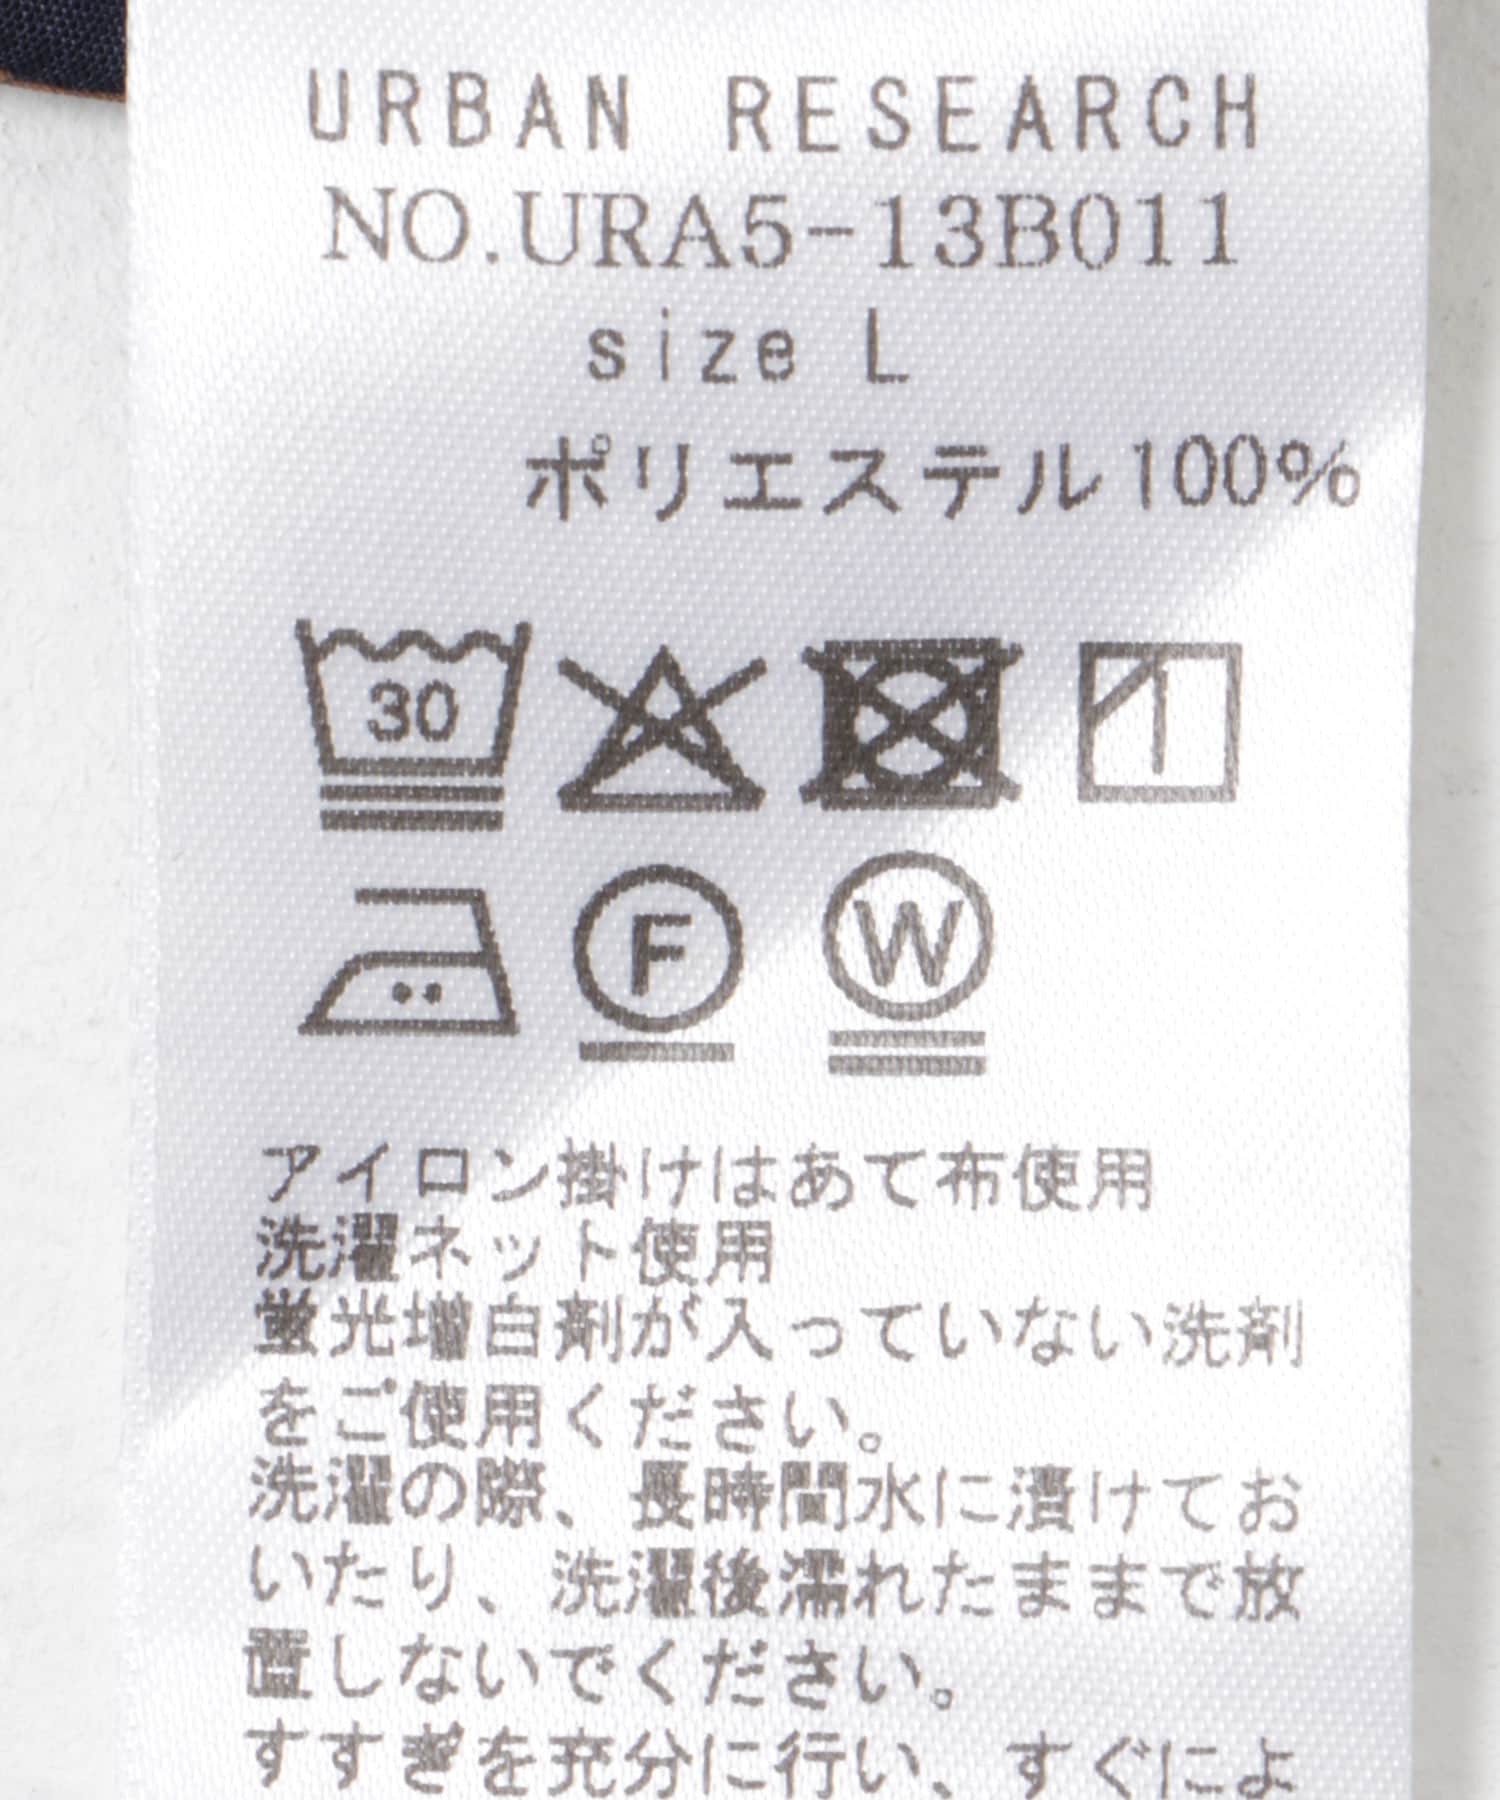 URBAN RESEARCH
NO.URA5-13B011
size L
ポリエステル100%
30
F
W
アイロン掛けはあて布使用
洗濯ネット使用
蛍光増白剤が入っていない洗剤
をご使用ください。
洗濯の際、長時間水に漬けてお
いたり、洗濯後濡れたままで放
置しないでください。
すすぎを充分に行い、すぐによ